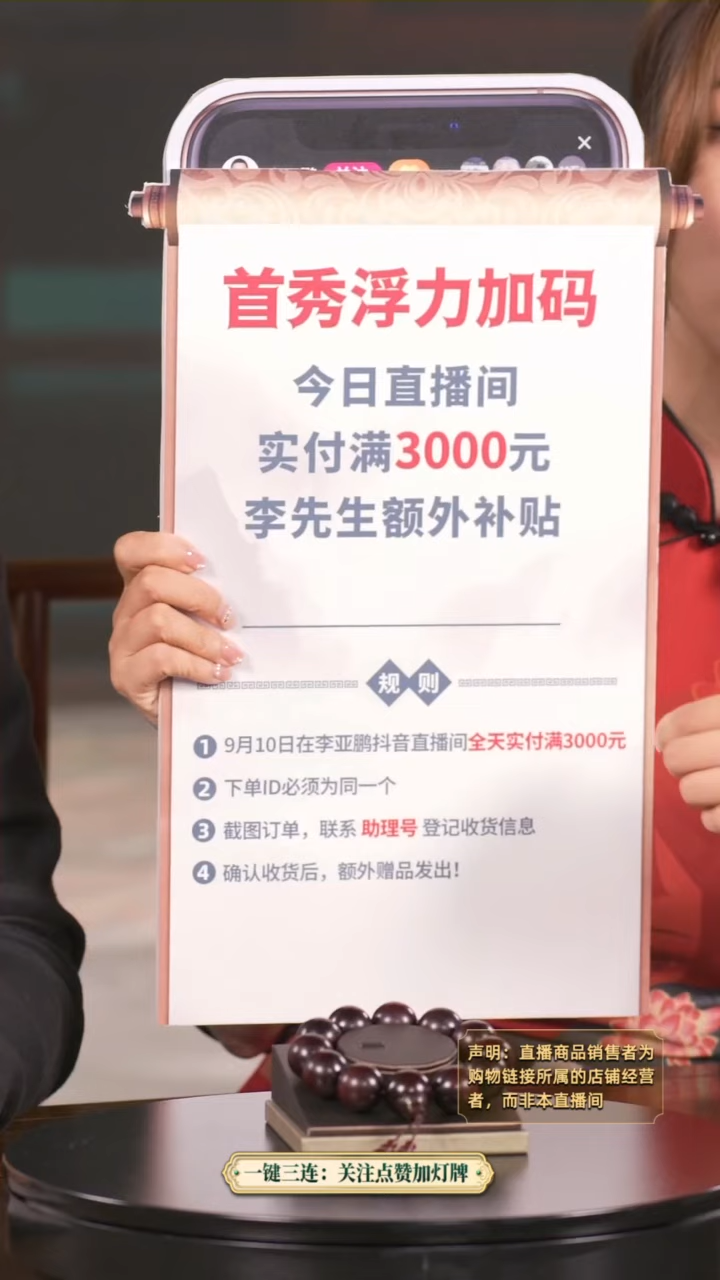 首秀浮力加码
今日直播间
实付满3000元
李先生额外补贴
规则
1 9月10日在李亚鹏抖音直播间全天实付满3000元
2 下单ID必须为同一个
3 截图订单，联系 助理号 登记收货信息
4 确认收货后，额外赠品发出！
声明：直播商品销售者为
购物链接所属的店铺经营
者，而非本直播间
一键三连：关注点赞加灯牌